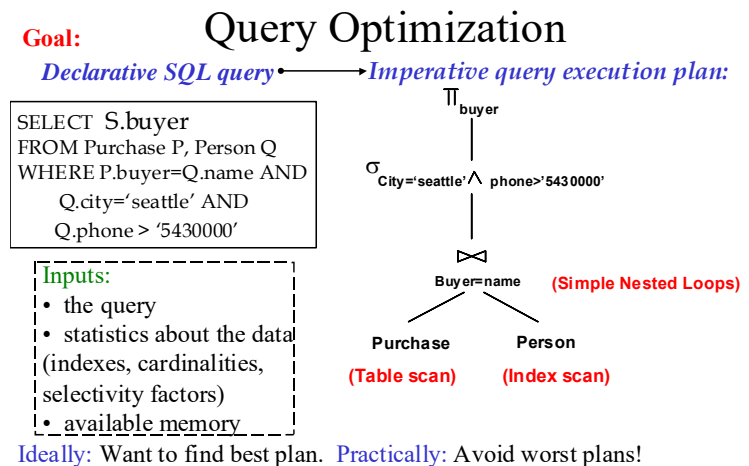 Query Optimization
Goal:
Declarative SQL query
Imperative query execution plan:
SELECT S.buyer
FROM Purchase P, Person Q
WHERE P.buyer=Q.name AND
Q.city=‘seattle’ AND
Q.phone > ‘5430000’
Inputs:
• the query
• statistics about the data
(indexes, cardinalities,
selectivity factors)
• available memory
π buyer
σ City=‘seattle’ ∧ phone>’5430000’
⋈
Buyer=name (Simple Nested Loops)
Purchase Person
(Table scan) (Index scan)
Ideally: Want to find best plan. Practically: Avoid worst plans!